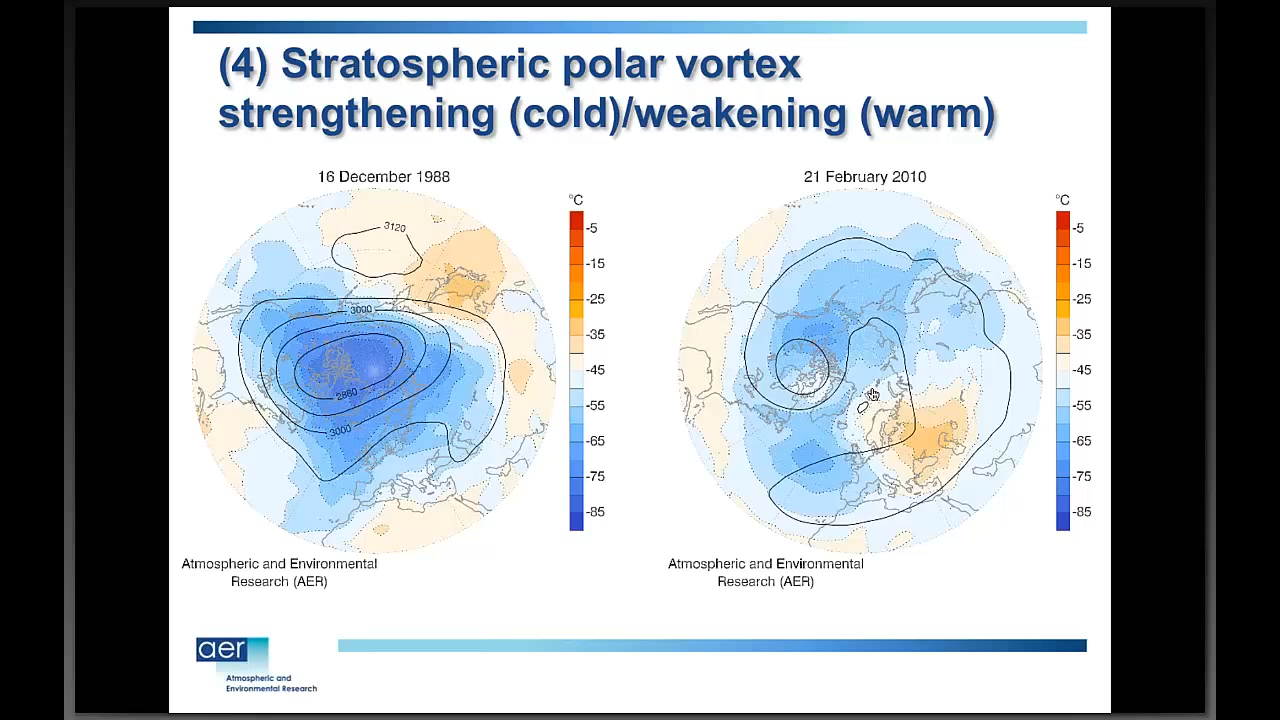 (4) Stratospheric polar vortex
strengthening (cold)/weakening (warm)
16 December 1988
°C
-5
-15
-25
-35
-45
-55
-65
-75
-85
3120
3000
2880
3000
Atmospheric and Environmental
Research (AER)
21 February 2010
°C
-5
-15
-25
-35
-45
-55
-65
-75
-85
Atmospheric and Environmental
Research (AER)
aer
Atmospheric and
Environmental Research